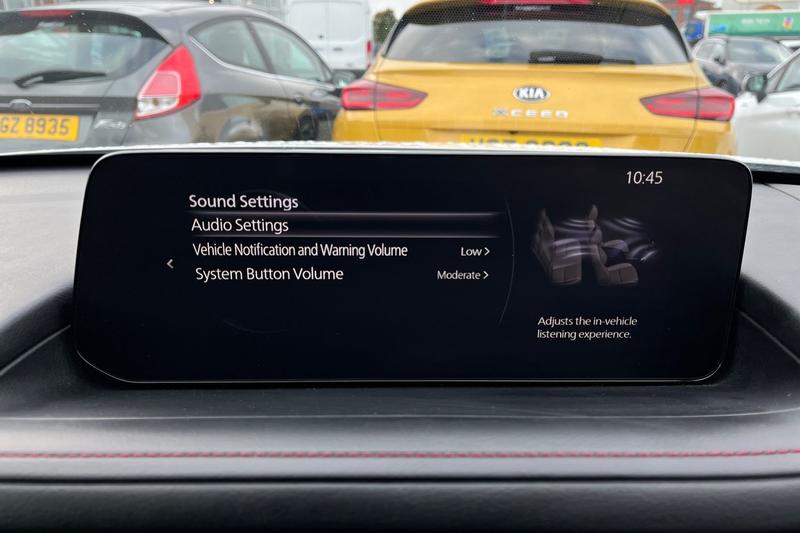 GZ 8935
KIA
XCEED
10:45
Sound Settings
Audio Settings
Vehicle Notification and Warning Volume Low >
< System Button Volume Moderate >
Adjusts the in-vehicle
listening experience.